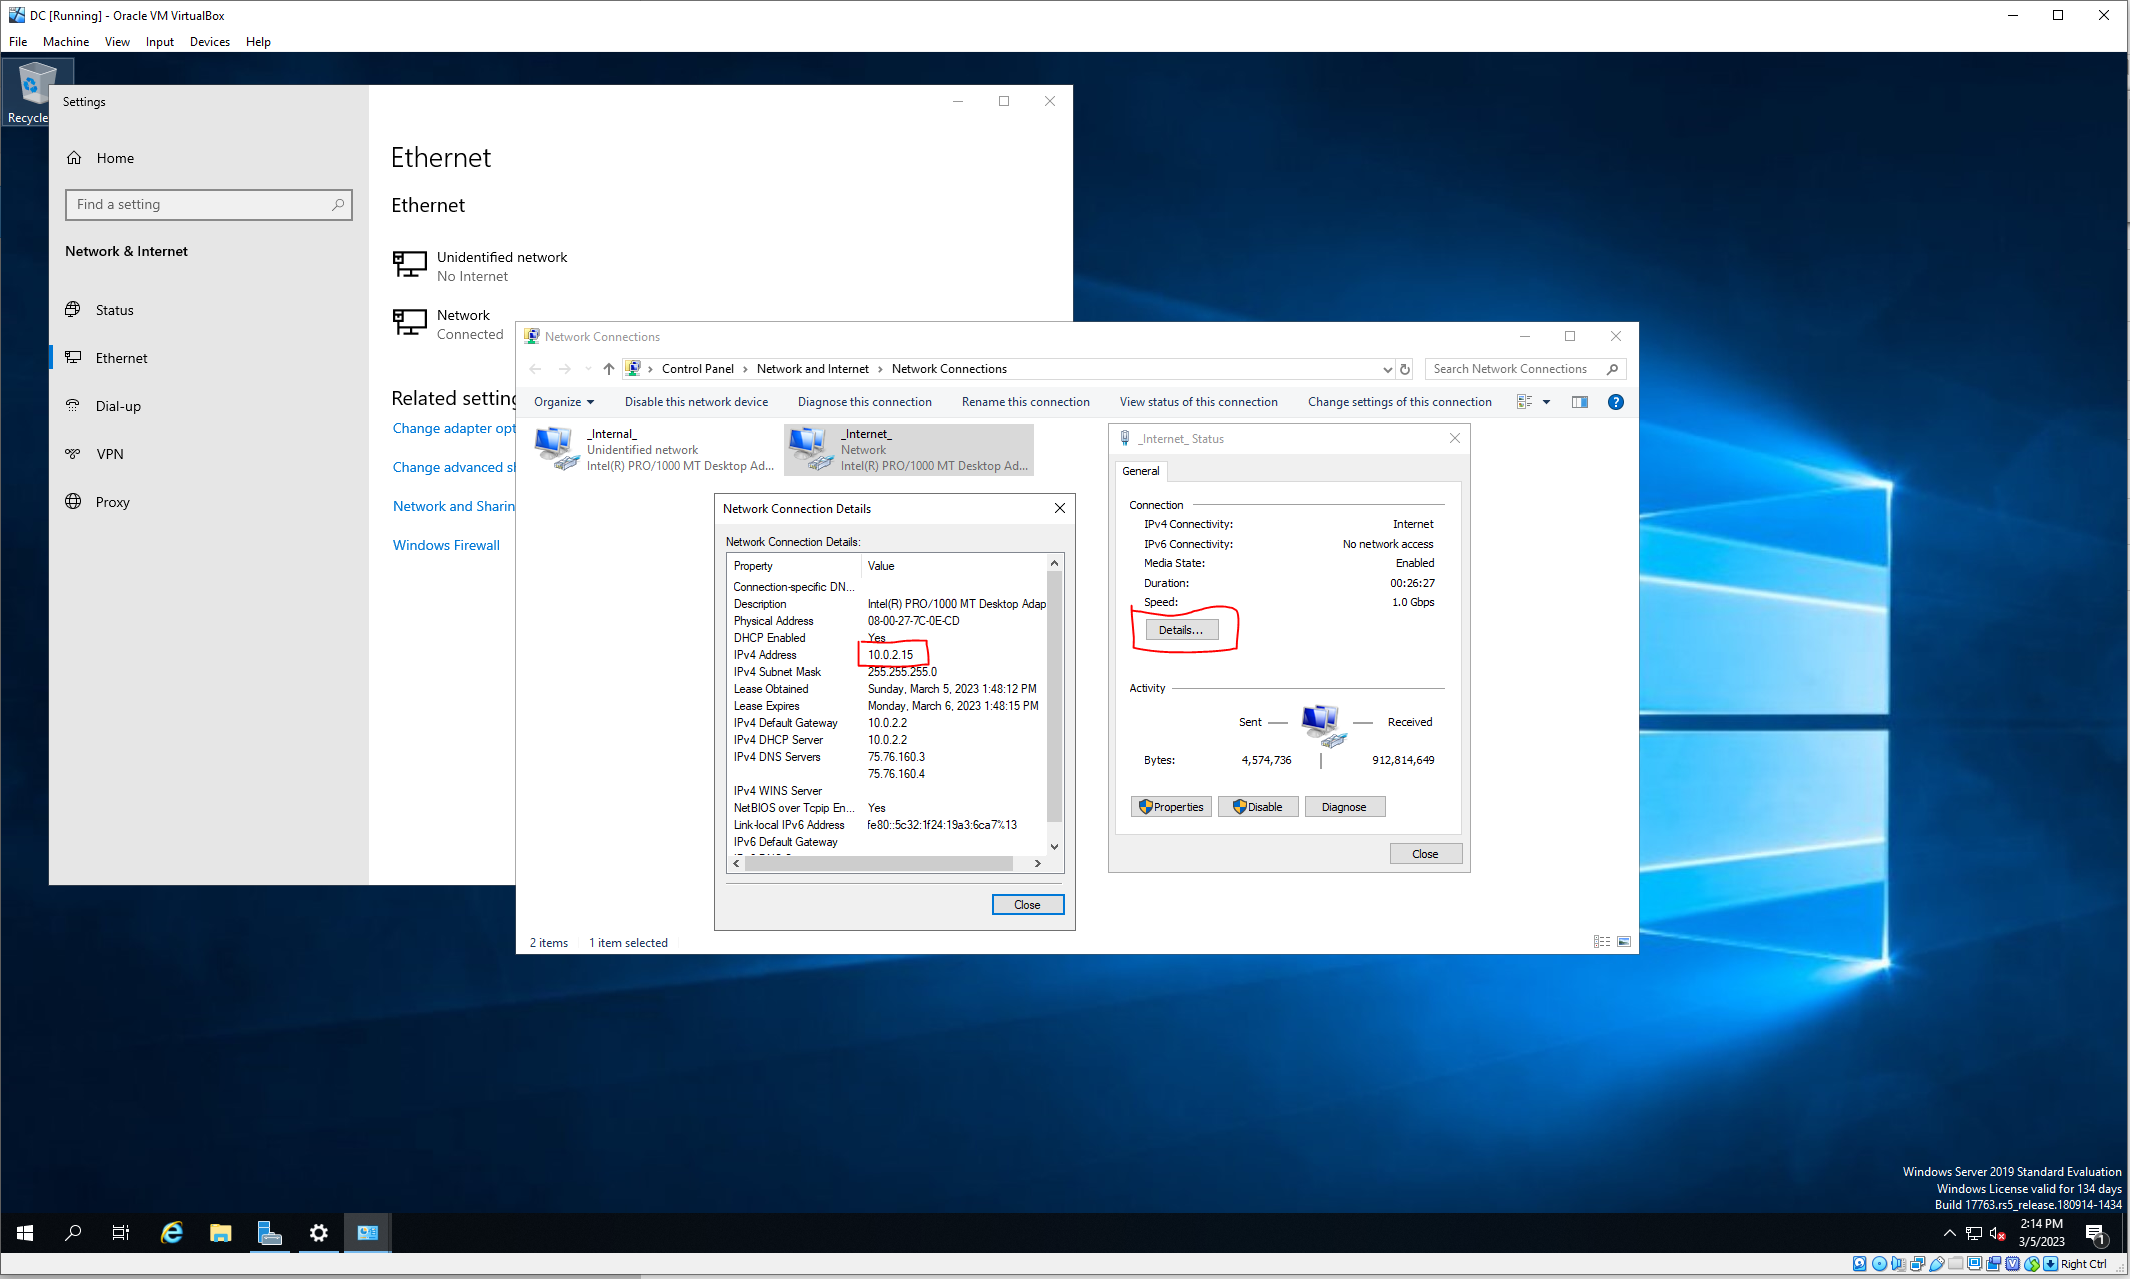 DC [Running] - Oracle VM VirtualBox
File Machine View Input Devices Help
Recycle
Settings
Home
Find a setting
Network & Internet
Status
Ethernet
Dial-up
VPN
Proxy
Ethernet
Ethernet
Unidentified network
No Internet
Network
Connected
Related setting
Change adapter opt
Change advanced sh
Network and Sharin
Windows Firewall
Network Connections
Control Panel > Network and Internet > Network Connections
Search Network Connections
Organize Disable this network device Diagnose this connection Rename this connection View status of this connection Change settings of this connection
_Internal_
Unidentified network
Intel(R) PRO/1000 MT Desktop Ad...
_Internet_
Network
Intel(R) PRO/1000 MT Desktop Ad...
2 items 1 item selected
Network Connection Details
Network Connection Details:
Property Value
Connection-specific DN...
Description Intel(R) PRO/1000 MT Desktop Adap
Physical Address 08-00-27-7C-0E-CD
DHCP Enabled Yes
IPv4 Address 10.0.2.15
IPv4 Subnet Mask 255.255.255.0
Lease Obtained Sunday, March 5, 2023 1:48:12 PM
Lease Expires Monday, March 6, 2023 1:48:15 PM
IPv4 Default Gateway 10.0.2.2
IPv4 DHCP Server 10.0.2.2
IPv4 DNS Servers 75.76.160.3
75.76.160.4
IPv4 WINS Server
NetBIOS over Tcpip En... Yes
Link-local IPv6 Address fe80::5c32:1f24:19a3:6ca7%13
IPv6 Default Gateway
Close
_Internet_ Status
General
Connection
IPv4 Connectivity: Internet
IPv6 Connectivity: No network access
Media State: Enabled
Duration: 00:26:27
Speed: 1.0 Gbps
Details...
Activity
Sent Received
Bytes: 4,574,736 912,814,649
Properties Disable Diagnose
Close
Windows Server 2019 Standard Evaluation
Windows License valid for 134 days
Build 17763.rs5_release.180914-1434
2:14 PM
3/5/2023
1
Right Ctrl